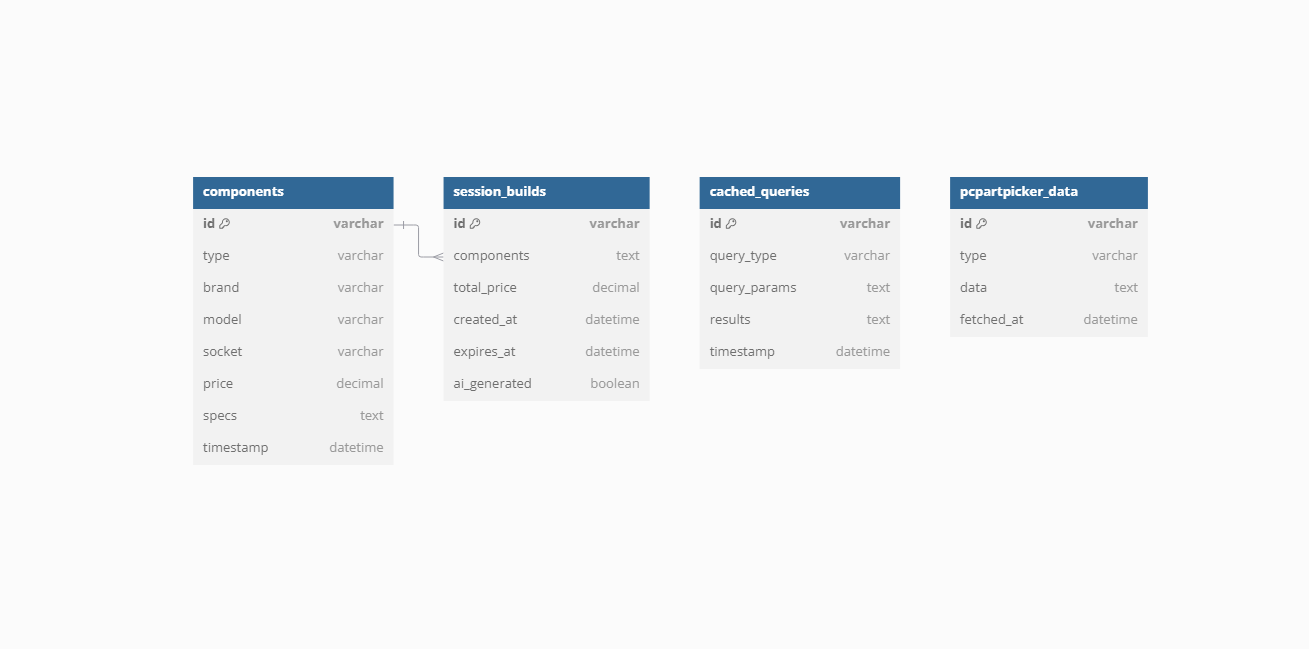 components
id varchar
type varchar
brand varchar
model varchar
socket varchar
price decimal
specs text
timestamp datetime
session_builds
id varchar
components text
total_price decimal
created_at datetime
expires_at datetime
ai_generated boolean
cached_queries
id varchar
query_type varchar
query_params text
results text
timestamp datetime
pcpartpicker_data
id varchar
type varchar
data text
fetched_at datetime